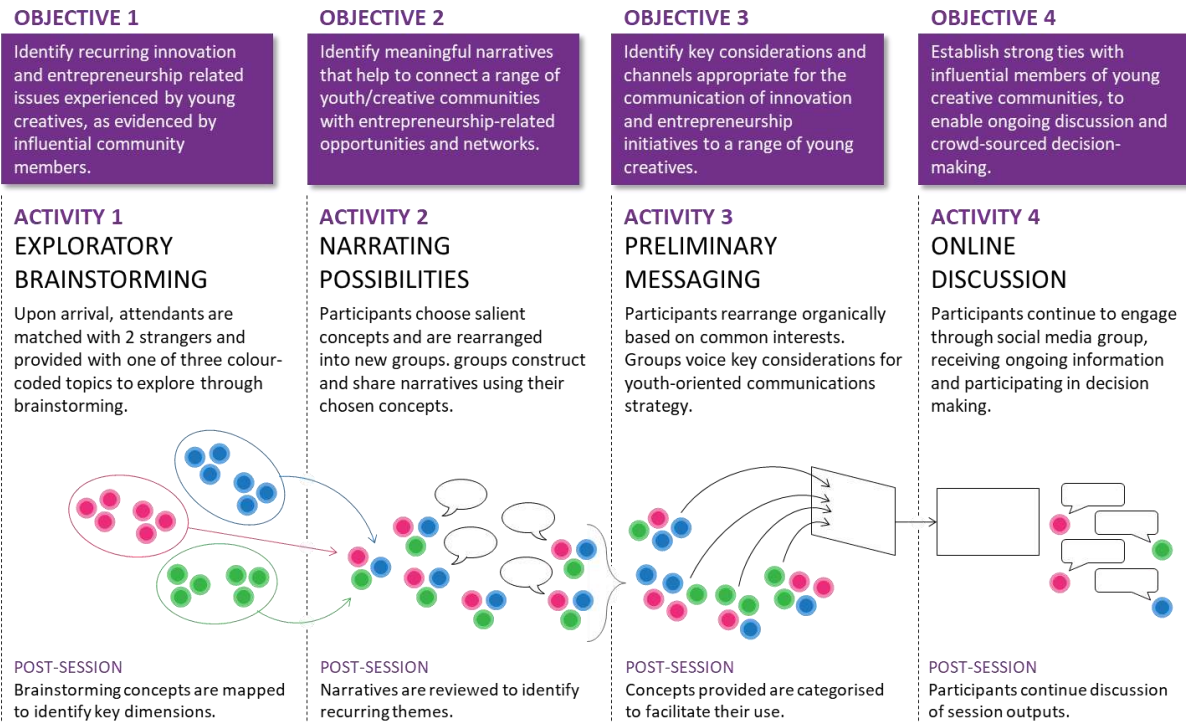 OBJECTIVE 1
Identify recurring innovation
and entrepreneurship related
issues experienced by young
creatives, as evidenced by
influential community
members.
OBJECTIVE 2
Identify meaningful narratives
that help to connect a range of
youth/creative communities
with entrepreneurship-related
opportunities and networks.
OBJECTIVE 3
Identify key considerations and
channels appropriate for the
communication of innovation
and entrepreneurship
initiatives to a range of young
creatives.
OBJECTIVE 4
Establish strong ties with
influential members of young
creative communities, to
enable ongoing discussion and
crowd-sourced decision-
making.
ACTIVITY 1
EXPLORATORY
BRAINSTORMING
Upon arrival, attendants are
matched with 2 strangers and
provided with one of three colour-
coded topics to explore through
brainstorming.
ACTIVITY 2
NARRATING
POSSIBILITIES
Participants choose salient
concepts and are rearranged
into new groups. groups construct
and share narratives using their
chosen concepts.
ACTIVITY 3
PRELIMINARY
MESSAGING
Participants rearrange organically
based on common interests.
Groups voice key considerations for
youth-oriented communications
strategy.
ACTIVITY 4
ONLINE
DISCUSSION
Participants continue to engage
through social media group,
receiving ongoing information
and participating in decision
making.
POST-SESSION
Brainstorming concepts are mapped
to identify key dimensions.
POST-SESSION
Narratives are reviewed to identify
recurring themes.
POST-SESSION
Concepts provided are categorised
to facilitate their use.
POST-SESSION
Participants continue discussion
of session outputs.